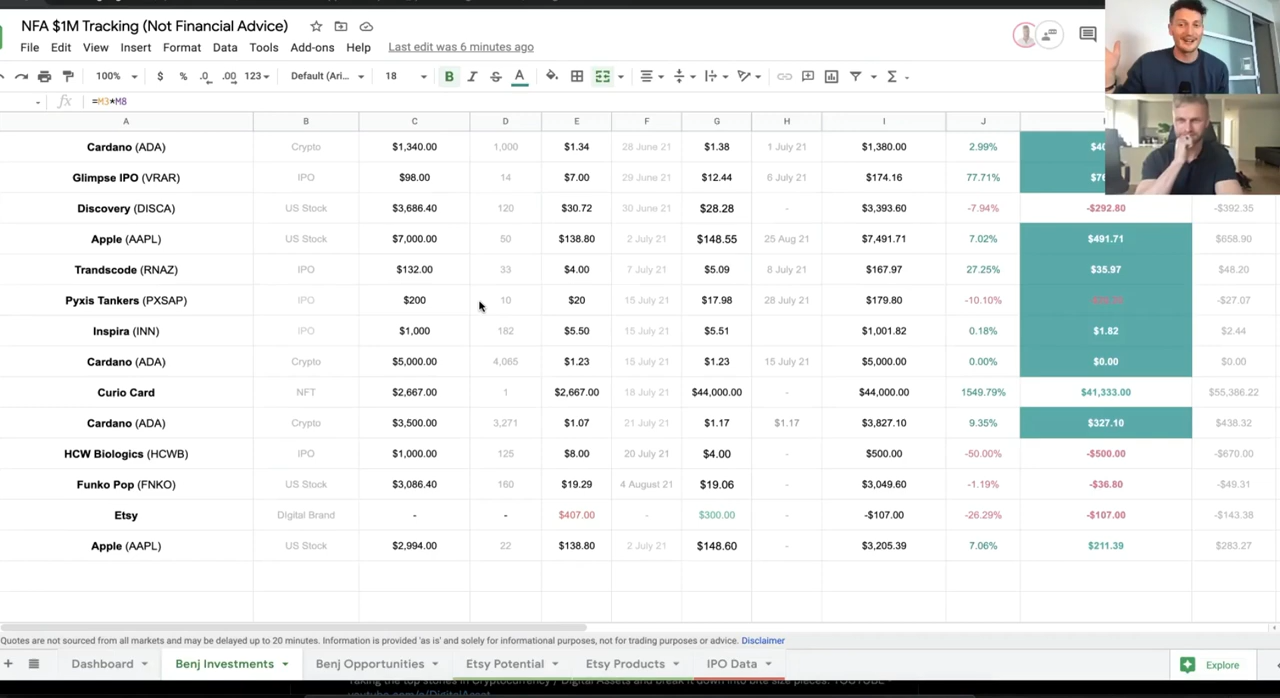 NFA $1M Tracking (Not Financial Advice)
File Edit View Insert Format Data Tools Add-ons Help Last edit was 6 minutes ago
100% $ % .0 .00 123 Default (Ari... 18 B I S A
fx =M3*M8
A B C D E F G H I J
Cardano (ADA) Crypto $1,340.00 1,000 $1.34 28 June 21 $1.38 1 July 21 $1,380.00 2.99%
Glimpse IPO (VRAR) IPO $98.00 14 $7.00 29 June 21 $12.44 6 July 21 $174.16 77.71%
Discovery (DISCA) US Stock $3,686.40 120 $30.72 30 June 21 $28.28 - $3,393.60 -7.94% -$292.80 -$392.35
Apple (AAPL) US Stock $7,000.00 50 $138.80 2 July 21 $148.55 25 Aug 21 $7,491.71 7.02% $491.71 $658.90
Trandscode (RNAZ) IPO $132.00 33 $4.00 7 July 21 $5.09 8 July 21 $167.97 27.25% $35.97 $48.20
Pyxis Tankers (PXSAP) IPO $200 10 $20 15 July 21 $17.98 28 July 21 $179.80 -10.10% -$27.07
Inspira (INN) IPO $1,000 182 $5.50 15 July 21 $5.51 $1,001.82 0.18% $1.82 $2.44
Cardano (ADA) Crypto $5,000.00 4,065 $1.23 15 July 21 $1.23 15 July 21 $5,000.00 0.00% $0.00 $0.00
Curio Card NFT $2,667.00 1 $2,667.00 18 July 21 $44,000.00 - $44,000.00 1549.79% $41,333.00 $55,386.22
Cardano (ADA) Crypto $3,500.00 3,271 $1.07 21 July 21 $1.17 $1.17 $3,827.10 9.35% $327.10 $438.32
HCW Biologics (HCWB) IPO $1,000.00 125 $8.00 20 July 21 $4.00 - $500.00 -50.00% -$500.00 -$670.00
Funko Pop (FNKO) US Stock $3,086.40 160 $19.29 4 August 21 $19.06 - $3,049.60 -1.19% -$36.80 -$49.31
Etsy Digital Brand - - $407.00 - $300.00 - -$107.00 -26.29% -$107.00 -$143.38
Apple (AAPL) US Stock $2,994.00 22 $138.80 2 July 21 $148.60 - $3,205.39 7.06% $211.39 $283.27
Quotes are not sourced from all markets and may be delayed up to 20 minutes. Information is provided 'as is' and solely for informational purposes, not for trading purposes or advice. Disclaimer
Dashboard Benj Investments Benj Opportunities Etsy Potential Etsy Products IPO Data Explore